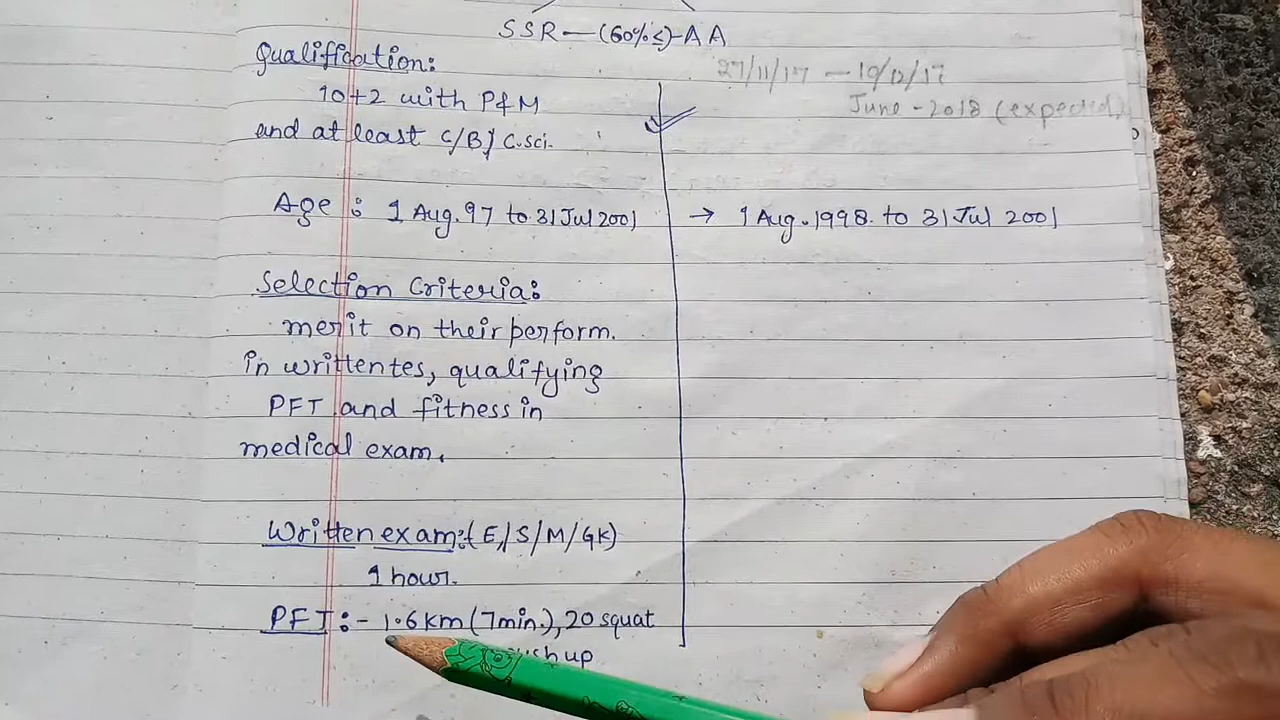 SSR—(60%≤)-AA
27/11/17 — 10/12/17
June-2018 (expected)
Qualification:
10+2 with P&M
and at least C/B/C.sci.
Age : 1 Aug. 97 to 31 Jul 2001 → 1 Aug. 1998. to 31 Jul 2001
Selection Criteria:
merit on their perform.
in writtentes, qualifying
PFT and fitness in
medical exam.
Written exam:(E/S/M/GK)
1 hour.
PFT:- 1.6 km (7min.), 20 squat
up